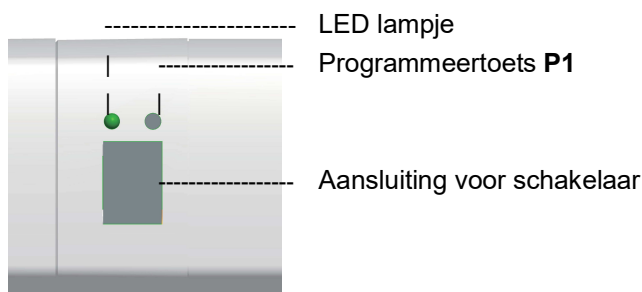 LED lampje
Programmeertoets P1
Aansluiting voor schakelaar